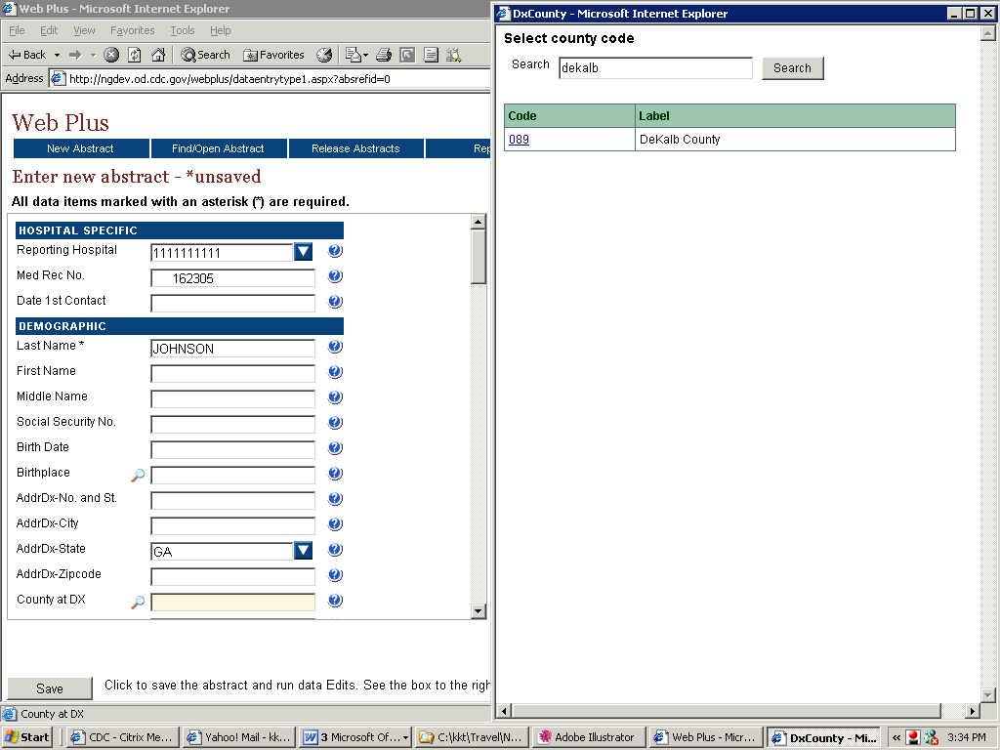 Web Plus - Microsoft Internet Explorer
File Edit View Favorites Tools Help
Back Search Favorites
Address http://ngdev.od.cdc.gov/webplus/dataentrytype1.aspx?absrefid=0
Web Plus
New Abstract Find/Open Abstract Release Abstracts Rep
Enter new abstract - *unsaved
All data items marked with an asterisk (*) are required.
HOSPITAL SPECIFIC
Reporting Hospital 1111111111
Med Rec No. 162305
Date 1st Contact
DEMOGRAPHIC
Last Name * JOHNSON
First Name
Middle Name
Social Security No.
Birth Date
Birthplace
AddrDx-No. and St.
AddrDx-City
AddrDx-State GA
AddrDx-Zipcode
County at DX
Save Click to save the abstract and run data Edits. See the box to the righ
County at DX
DxCounty - Microsoft Internet Explorer
Select county code
Search dekalb Search
Code Label
089 DeKalb County
Start CDC - Citrix Me... Yahoo! Mail - kk... 3 Microsoft Of... C:\kkt\Travel\N... Adobe Illustrator Web Plus - Micr... DxCounty - Mi... « 3:34 PM